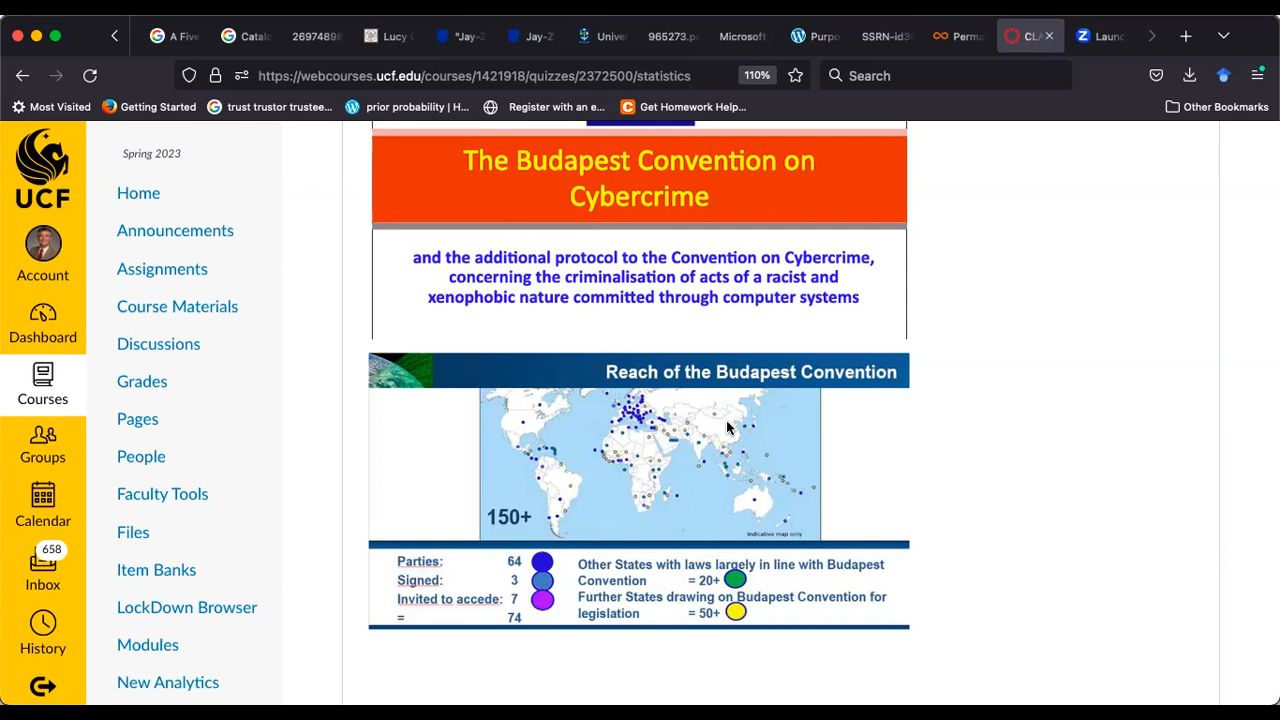 A Five
Catalo
26974898
Lucy (
"Jay-Z
Jay-Z
Univer
965273.p
Microsoft
Purpo
SSRN-id3
Perma
CLA
Launc
https://webcourses.ucf.edu/courses/1421918/quizzes/2372500/statistics
110%
Search
Most Visited
Getting Started
trust trustor trustee...
prior probability | H...
Register with an e...
Get Homework Help...
Other Bookmarks
UCF
Account
Dashboard
Courses
Groups
Calendar
658
Inbox
History
Spring 2023
Home
Announcements
Assignments
Course Materials
Discussions
Grades
Pages
People
Faculty Tools
Files
Item Banks
LockDown Browser
Modules
New Analytics
The Budapest Convention on
Cybercrime
and the additional protocol to the Convention on Cybercrime,
concerning the criminalisation of acts of a racist and
xenophobic nature committed through computer systems
Reach of the Budapest Convention
150+
Indicative map only
Parties: 64
Signed: 3
Invited to accede: 7
= 74
Other States with laws largely in line with Budapest
Convention = 20+
Further States drawing on Budapest Convention for
legislation = 50+